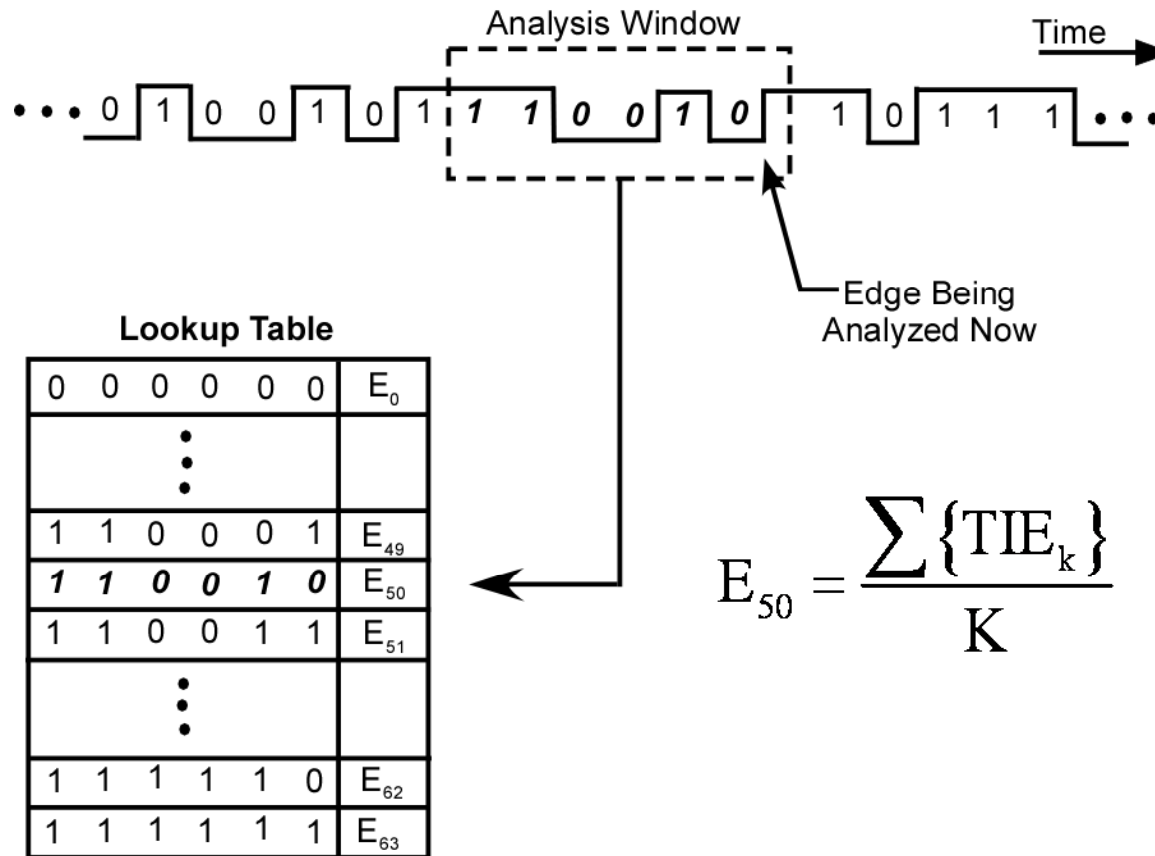 Analysis Window
Time
• • • 0 1 0 0 1 0 1 1 1 0 0 1 0 1 0 1 1 1 • • •
Edge Being
Analyzed Now
Lookup Table
0 0 0 0 0 0 E₀
1 1 0 0 0 1 E₄₉
1 1 0 0 1 0 E₅₀
1 1 0 0 1 1 E₅₁
1 1 1 1 1 0 E₆₂
1 1 1 1 1 1 E₆₃
E₅₀ = ∑ {TIEₖ} / K